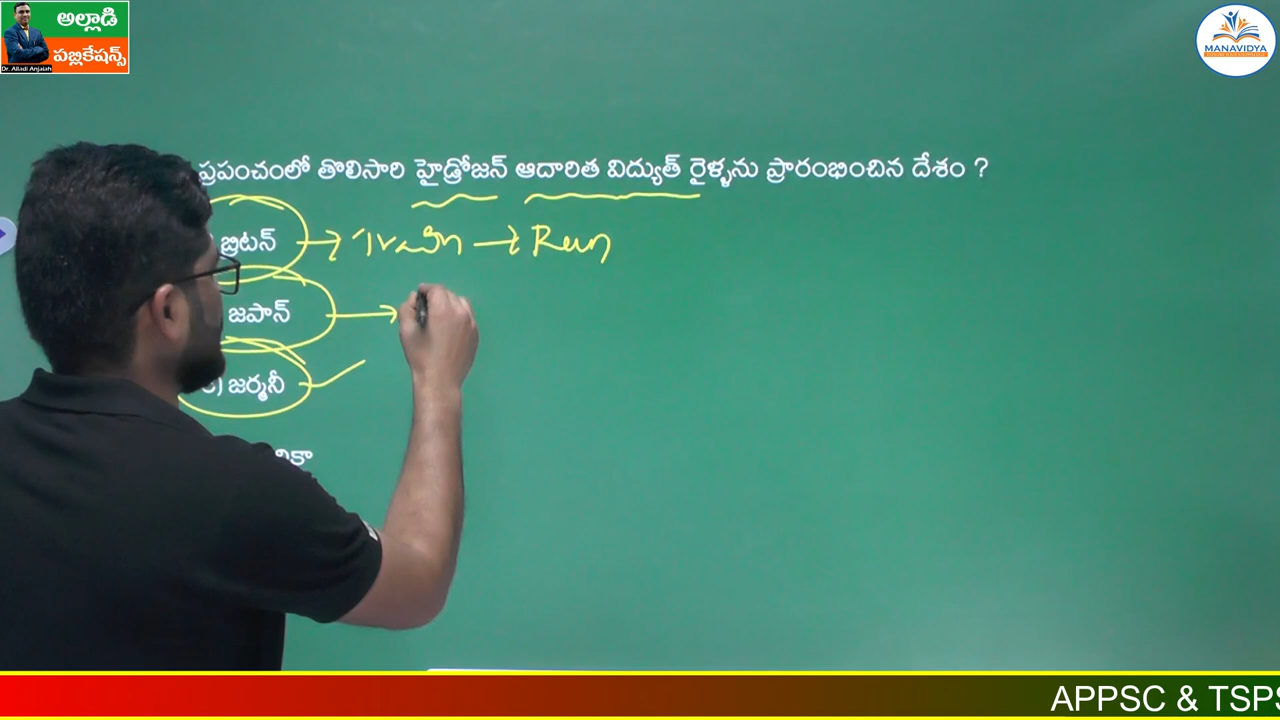 అల్లాడి
పబ్లికేషన్స్
Dr. Alladi Anjaiah
MANAVIDYA
ప్రపంచంలో తొలిసారి హైడ్రోజన్ ఆదారిత విద్యుత్ రైళ్ళను ప్రారంభించిన దేశం ?
బ్రిటన్ → Train → Run
జపాన్ →
) జర్మనీ
APPSC & TSPS